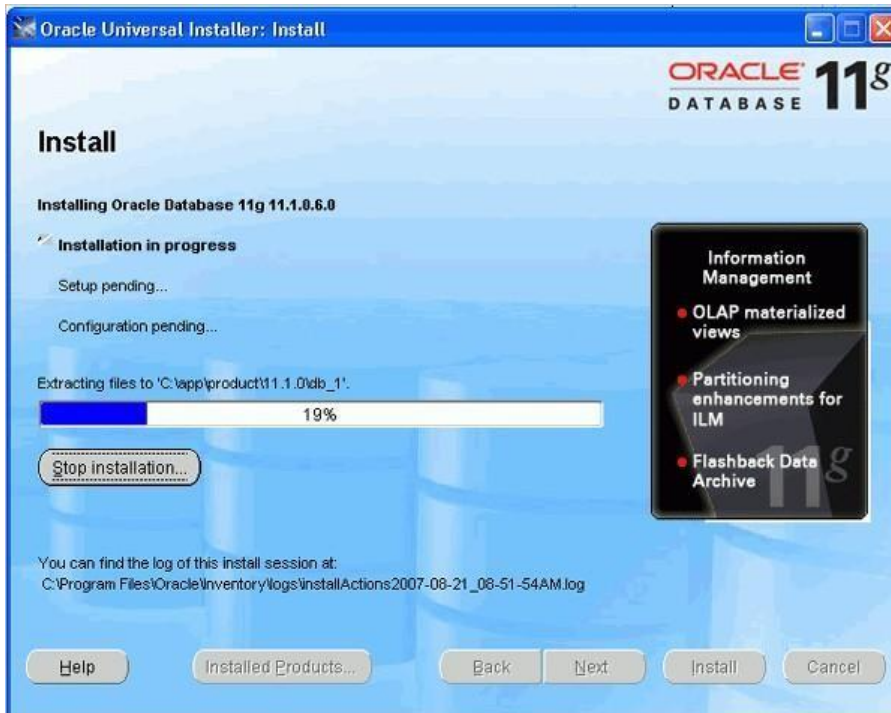 Oracle Universal Installer: Install
ORACLE
DATABASE 11g
Install
Installing Oracle Database 11g 11.1.0.6.0
Installation in progress
Setup pending...
Configuration pending...
Extracting files to 'C:\app\product\11.1.0\db_1'.
19%
Stop installation...
Information
Management
OLAP materialized
views
Partitioning
enhancements for
ILM
Flashback Data
Archive
11g
You can find the log of this install session at:
C:\Program Files\Oracle\Inventory\logs\installActions2007-08-21_08-51-54AM.log
Help
Installed Products...
Back
Next
Install
Cancel